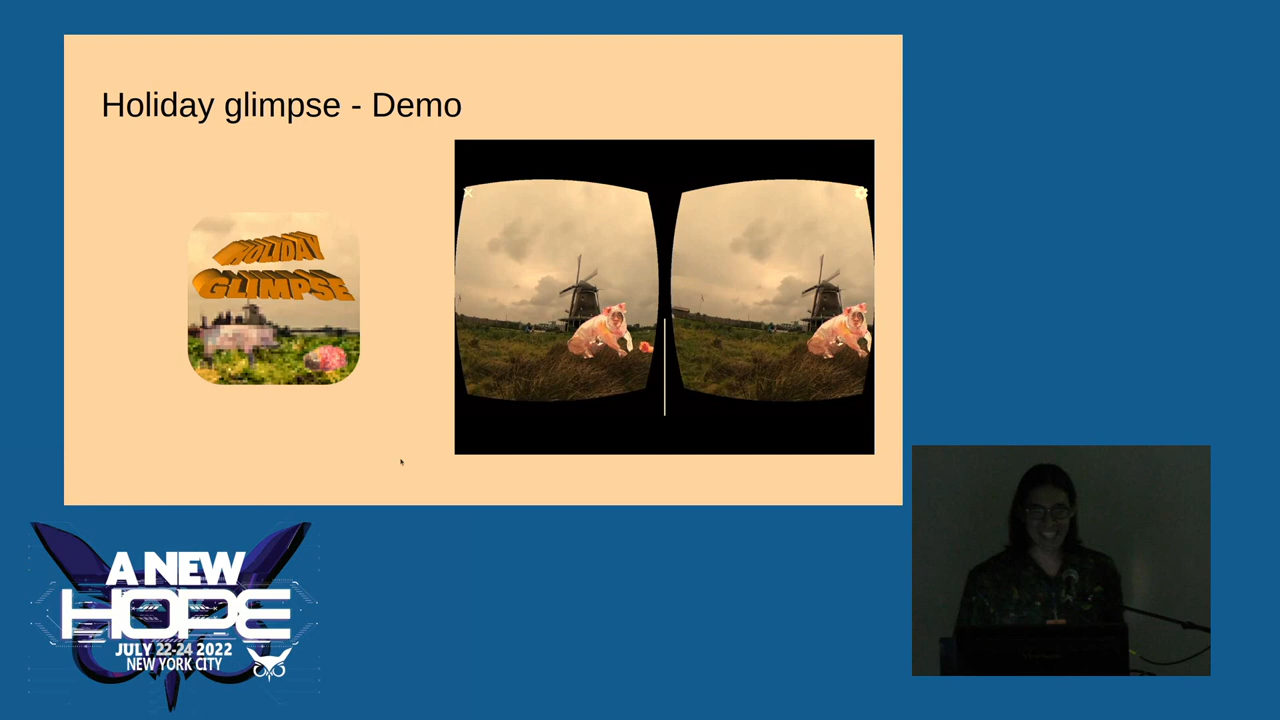 Holiday glimpse - Demo
HOLIDAY
GLIMPSE
A NEW
HOPE
JULY 22-24 2022
NEW YORK CITY